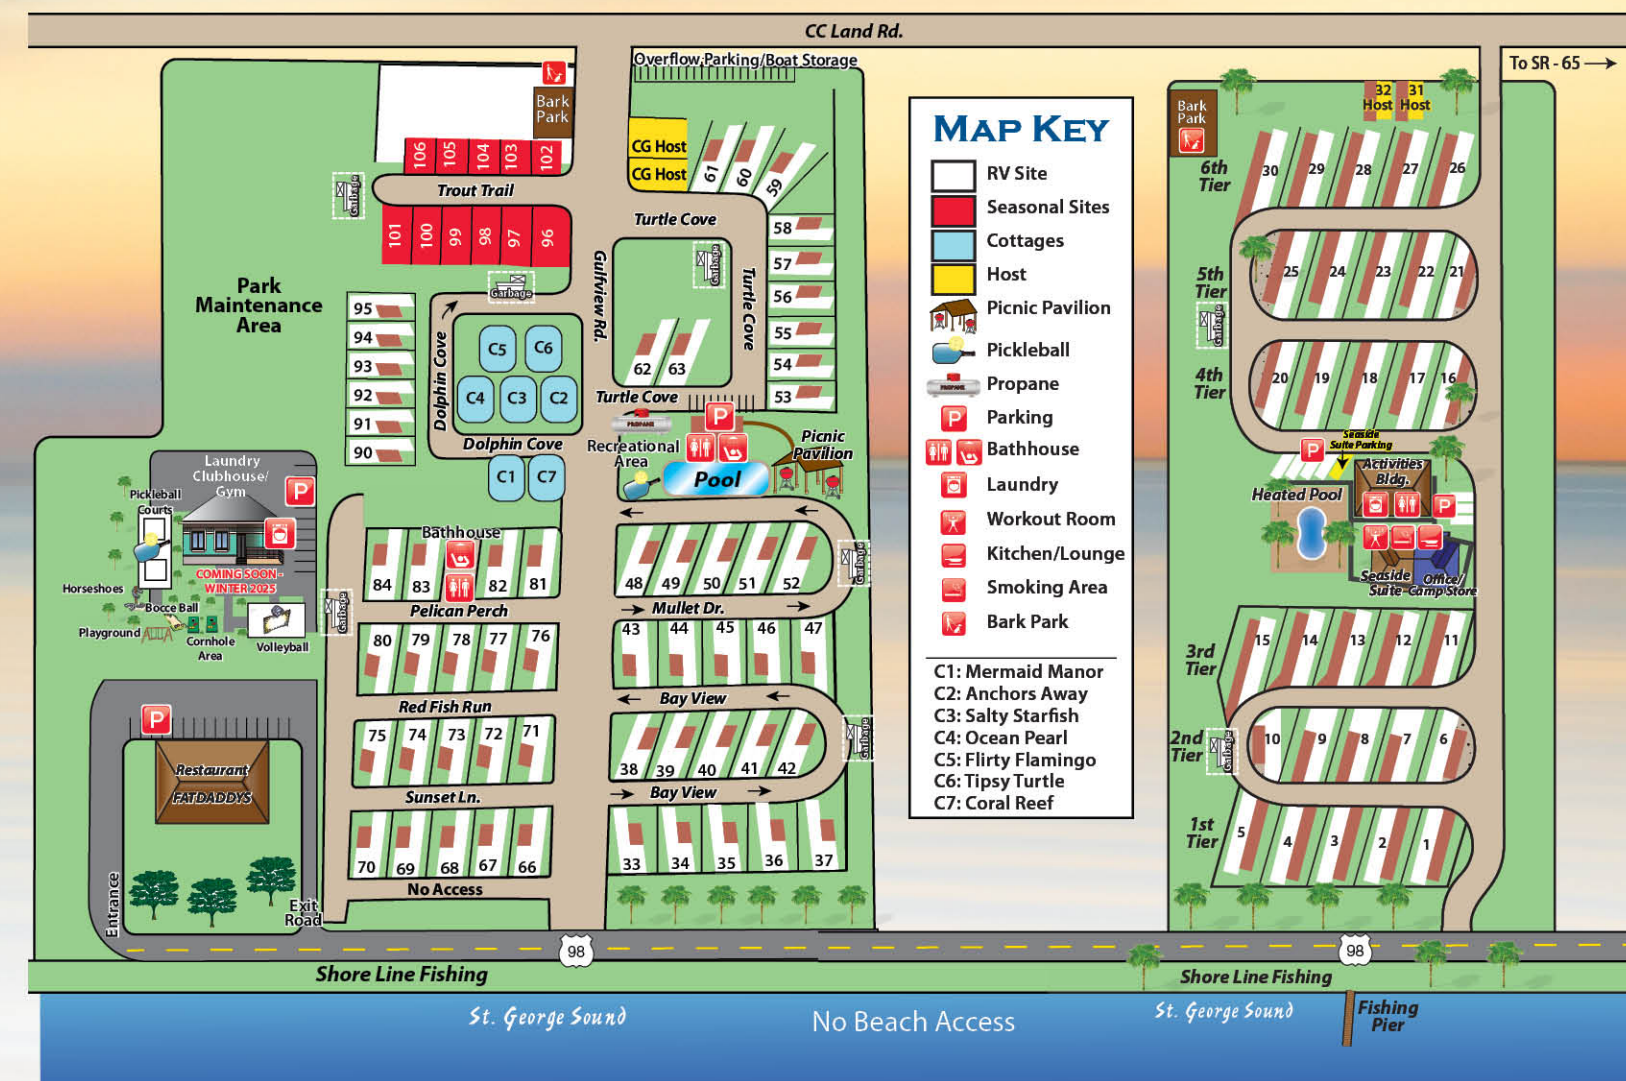 CC Land Rd.
Overflow Parking/Boat Storage
To SR - 65
Bark
Park
106
105
104
103
102
Garbage
Trout Trail
101
100
99
98
97
96
CG Host
CG Host
61
60
59
Turtle Cove
58
57
56
55
54
53
Garbage
Turtle Cove
Gulfview Rd.
62
63
Turtle Cove
Park
Maintenance
Area
Garbage
95
94
93
92
91
90
Dolphin Cove
C5
C6
C4
C3
C2
Dolphin Cove
C1
C7
PROPANE
P
Recreational
Area
Pool
Picnic
Pavilion
Laundry
Clubhouse/
Gym
P
Pickleball
Courts
COMING SOON -
WINTER 2025
Horseshoes
Bocce Ball
Playground
Cornhole
Area
Volleyball
Garbage
Bathhouse
84
83
82
81
Pelican Perch
80
79
78
77
76
Red Fish Run
75
74
73
72
71
Sunset Ln.
70
69
68
67
66
No Access
48
49
50
51
52
Garbage
Mullet Dr.
43
44
45
46
47
Bay View
38
39
40
41
42
Garbage
Bay View
33
34
35
36
37
P
Restaurant
FATDADDYS
Entrance
Exit
Road
MAP KEY
RV Site
Seasonal Sites
Cottages
Host
Picnic Pavilion
Pickleball
PROPANE
Propane
P
Parking
Bathhouse
Laundry
Workout Room
Kitchen/Lounge
Smoking Area
Bark Park
C1: Mermaid Manor
C2: Anchors Away
C3: Salty Starfish
C4: Ocean Pearl
C5: Flirty Flamingo
C6: Tipsy Turtle
C7: Coral Reef
Bark
Park
32
Host
31
Host
6th
Tier
30
29
28
27
26
5th
Tier
25
24
23
22
21
Garbage
4th
Tier
20
19
18
17
16
P
Seaside
Suite Parking
Activities
Bldg.
Heated Pool
P
Seaside
Suite
Office/
Camp Store
3rd
Tier
15
14
13
12
11
2nd
Tier
Garbage
10
9
8
7
6
1st
Tier
5
4
3
2
1
98
98
Shore Line Fishing
Shore Line Fishing
St. George Sound
No Beach Access
St. George Sound
Fishing
Pier